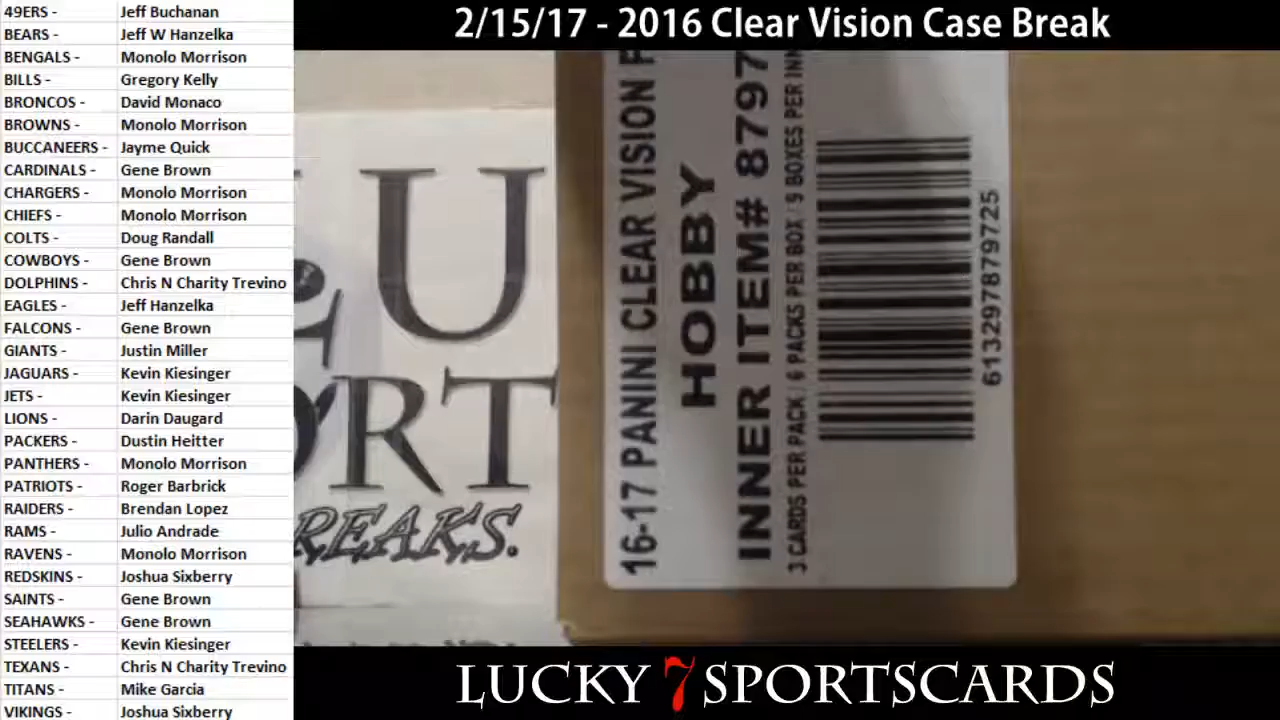 49ERS - Jeff Buchanan
BEARS - Jeff W Hanzelka
BENGALS - Monolo Morrison
BILLS - Gregory Kelly
BRONCOS - David Monaco
BROWNS - Monolo Morrison
BUCCANEERS - Jayme Quick
CARDINALS - Gene Brown
CHARGERS - Monolo Morrison
CHIEFS - Monolo Morrison
COLTS - Doug Randall
COWBOYS - Gene Brown
DOLPHINS - Chris N Charity Trevino
EAGLES - Jeff Hanzelka
FALCONS - Gene Brown
GIANTS - Justin Miller
JAGUARS - Kevin Kiesinger
JETS - Kevin Kiesinger
LIONS - Darin Daugard
PACKERS - Dustin Heitter
PANTHERS - Monolo Morrison
PATRIOTS - Roger Barbrick
RAIDERS - Brendan Lopez
RAMS - Julio Andrade
RAVENS - Monolo Morrison
REDSKINS - Joshua Sixberry
SAINTS - Gene Brown
SEAHAWKS - Gene Brown
STEELERS - Kevin Kiesinger
TEXANS - Chris N Charity Trevino
TITANS - Mike Garcia
VIKINGS - Joshua Sixberry
2/15/17 - 2016 Clear Vision Case Break
U
ORT
REAKS.
16-17 PANINI CLEAR VISION F
HOBBY
INNER ITEM# 8797
3 CARDS PER PACK / 6 PACKS PER BOX / 9 BOXES PER INN
613297879725
LUCKY 7 SPORTSCARDS